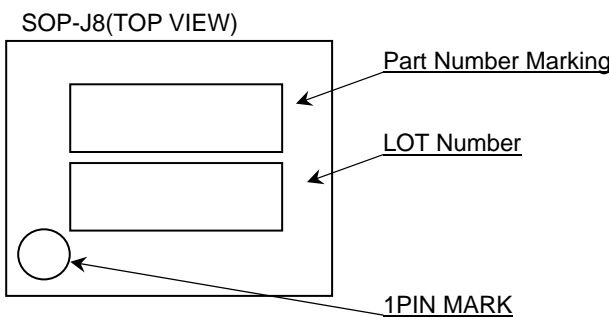 SOP-J8(TOP VIEW)
Part Number Marking
LOT Number
1PIN MARK